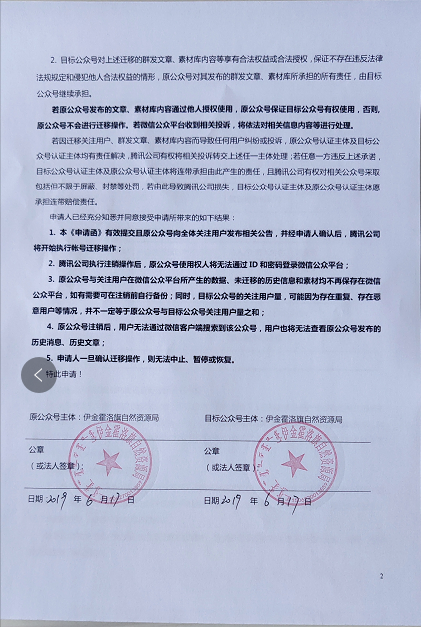 2. 目标公众号对上述迁移的群发文章、素材库内容等享有合法权益或合法授权，保证不存在违反法律
法规规定和侵犯他人合法权益的情形，原公众号对其发布的群发文章、素材库所承担的所有责任，由目标
公众号继续承担。
若原公众号发布的文章、素材库内容通过他人授权使用，原公众号保证目标公众号有权使用，否则，
原公众号不会进行迁移操作。若微信公众平台收到相关投诉，将依法对相关信息内容等进行处理。
若因迁移关注用户、群发文章、素材库内容而导致任何用户纠纷或投诉，原公众号认证主体及目标公
众号认证主体均有责任解决，腾讯公司有权将相关投诉转交上述任一主体处理；若任意一方违反上述承诺，
目标公众号认证主体及原公众号认证主体将连带承担由此产生的责任，且腾讯公司有权对相关公众号采取
包括但不限于屏蔽、封禁等处罚，若由此导致腾讯公司损失，目标公众号认证主体及原公众号认证主体愿
承担连带赔偿责任。
申请人已经充分知悉并同意接受申请所带来的如下结果：
1. 本《申请函》有效提交且原公众号向全体关注用户发布相关公告，并经申请人确认后，腾讯公司
将开始执行帐号迁移操作；
2. 腾讯公司执行注销操作后，原公众号使用权人将无法通过 ID 和密码登录微信公众平台；
3. 原公众号与关注用户在微信公众平台所产生的数据、未迁移的历史信息和素材均不再保存在微信
公众平台，如有需要可在注销前自行备份；同时，目标公众号的关注用户量，可能因为存在重复、存在恶
意用户等情况，并不一定等于原公众号与目标公众号关注用户量之和；
4. 原公众号注销后，用户无法通过微信客户端搜索到该公众号，用户也将无法查看原公众号发布的
历史消息、历史文章；
5. 申请人一旦确认迁移操作，则无法中止、暂停或恢复。
特此申请！
原公众号主体：伊金霍洛旗自然资源局
目标公众号主体：伊金霍洛旗自然资源局
公章
（或法人签章）：
公章
（或法人签章）：
伊金霍洛旗自然资源局
伊金霍洛旗自然资源局
日期 2019 年 6 月 17 日
日期 2019 年 6 月 17 日
2